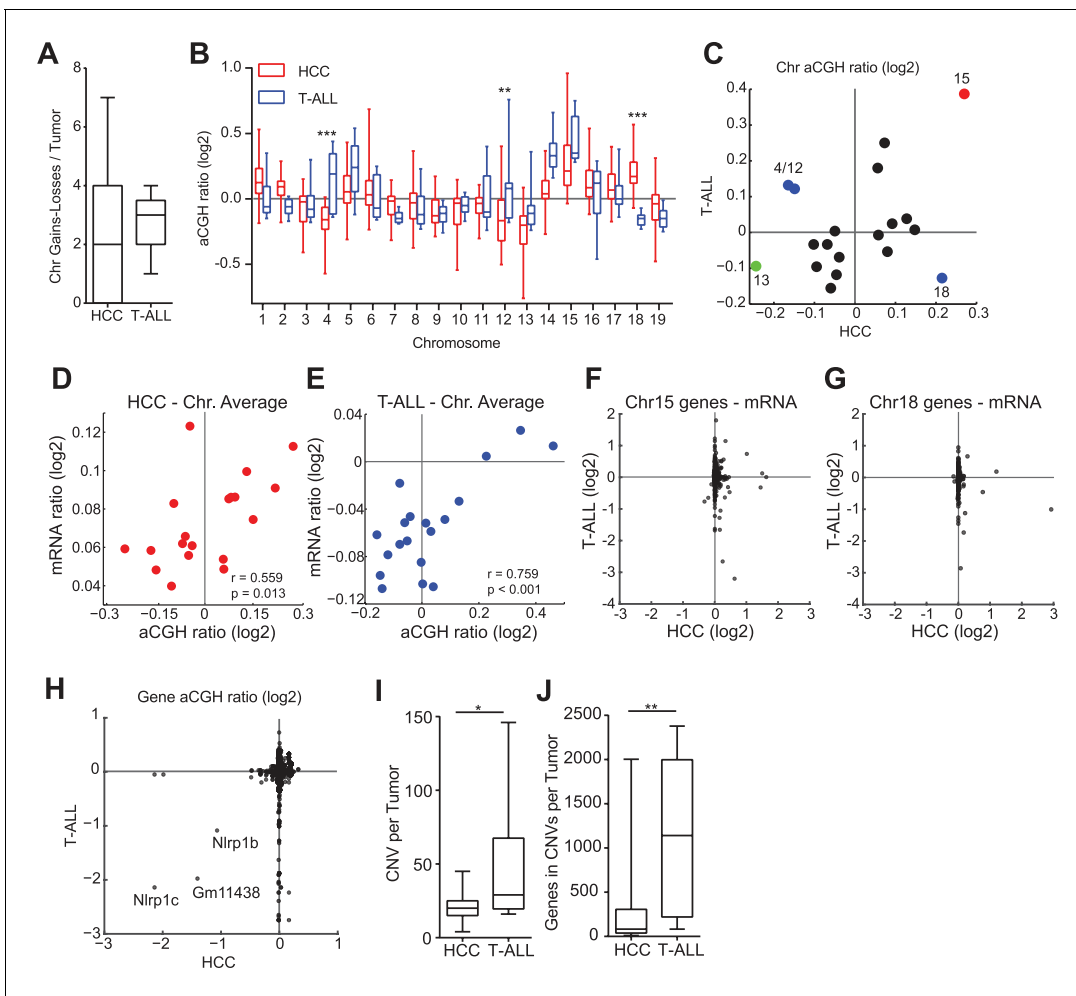 A
Chr Gains-Losses / Tumor
8
6
4
2
0
HCC T-ALL
B
aCGH ratio (log2)
1.0
0.5
0.0
-0.5
HCC
T-ALL
***
**
***
1 2 3 4 5 6 7 8 9 10 11 12 13 14 15 16 17 18 19
Chromosome
C
Chr aCGH ratio (log2)
T-ALL
0.4
0.3
0.2
0.1
0
−0.1
−0.2
15
4/12
13
18
−0.2 −0.1 0 0.1 0.2 0.3
HCC
D
HCC - Chr. Average
mRNA ratio (log2)
0.12
0.10
0.08
0.06
0.04
r = 0.559
p = 0.013
−0.3 −0.15 0 0.15 0.3
aCGH ratio (log2)
E
T-ALL - Chr. Average
mRNA ratio (log2)
0.04
0
−0.04
−0.08
−0.12
r = 0.759
p < 0.001
−0.2 0 0.2 0.4 0.6
aCGH ratio (log2)
F
Chr15 genes - mRNA
T-ALL (log2)
2
1
0
-1
-2
-3
-4
-3 -2 -1 0 1 2 3
HCC (log2)
G
Chr18 genes - mRNA
T-ALL (log2)
2
1
0
-1
-2
-3
-4
-3 -2 -1 0 1 2 3
HCC (log2)
H
Gene aCGH ratio (log2)
T-ALL
1
0
−1
−2
−3
Nlrp1b
Nlrp1c
Gm11438
−3 −2 −1 0 1
HCC
I
CNV per Tumor
150
100
50
0
*
HCC T-ALL
J
Genes in CNVs per Tumor
2500
2000
1500
1000
500
0
**
HCC T-ALL